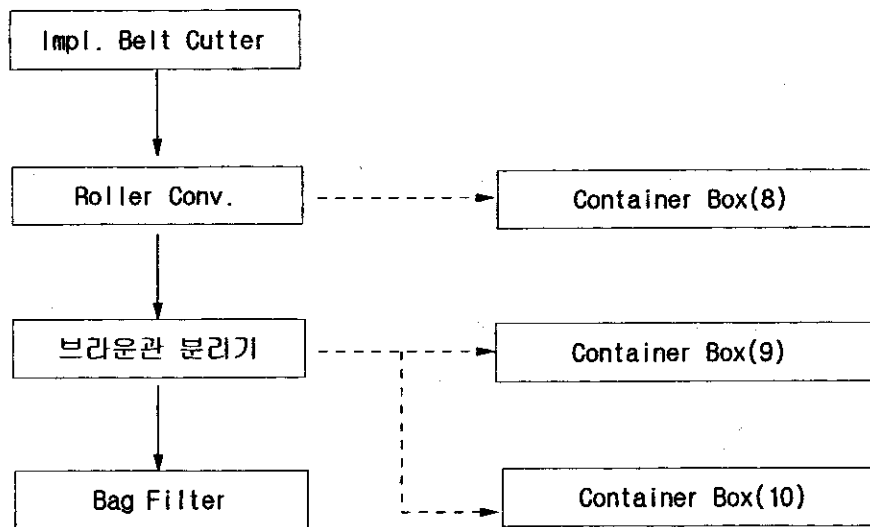 Impl. Belt Cutter
Roller Conv.
Container Box(8)
브라운관 분리기
Container Box(9)
Bag Filter
Container Box(10)